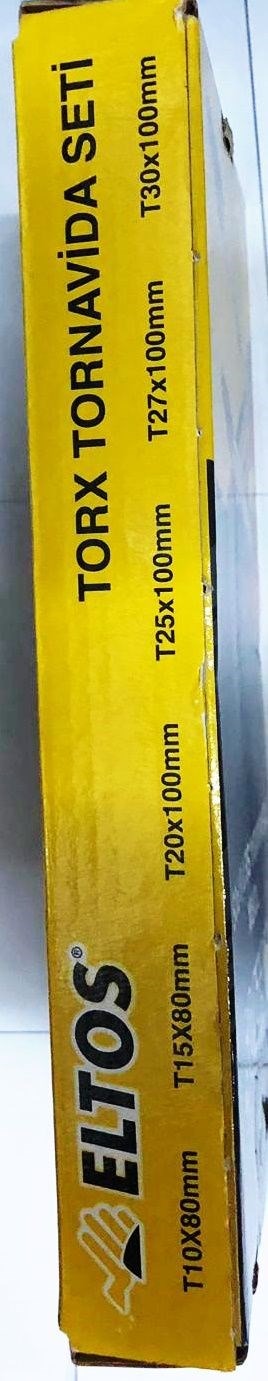 ELTOS® TORX TORNAVİDA SETİ
T10X80mm T15X80mm T20x100mm T25x100mm T27x100mm T30x100mm